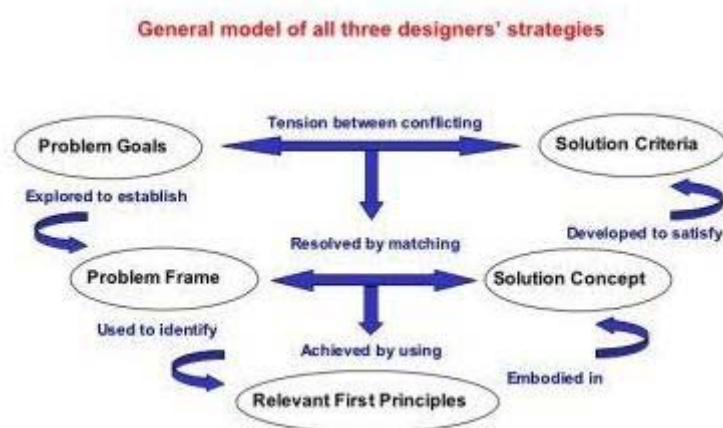 General model of all three designers' strategies
Tension between conflicting
Problem Goals
Solution Criteria
Explored to establish
Developed to satisfy
Resolved by matching
Problem Frame
Solution Concept
Used to identify
Achieved by using
Embodied in
Relevant First Principles